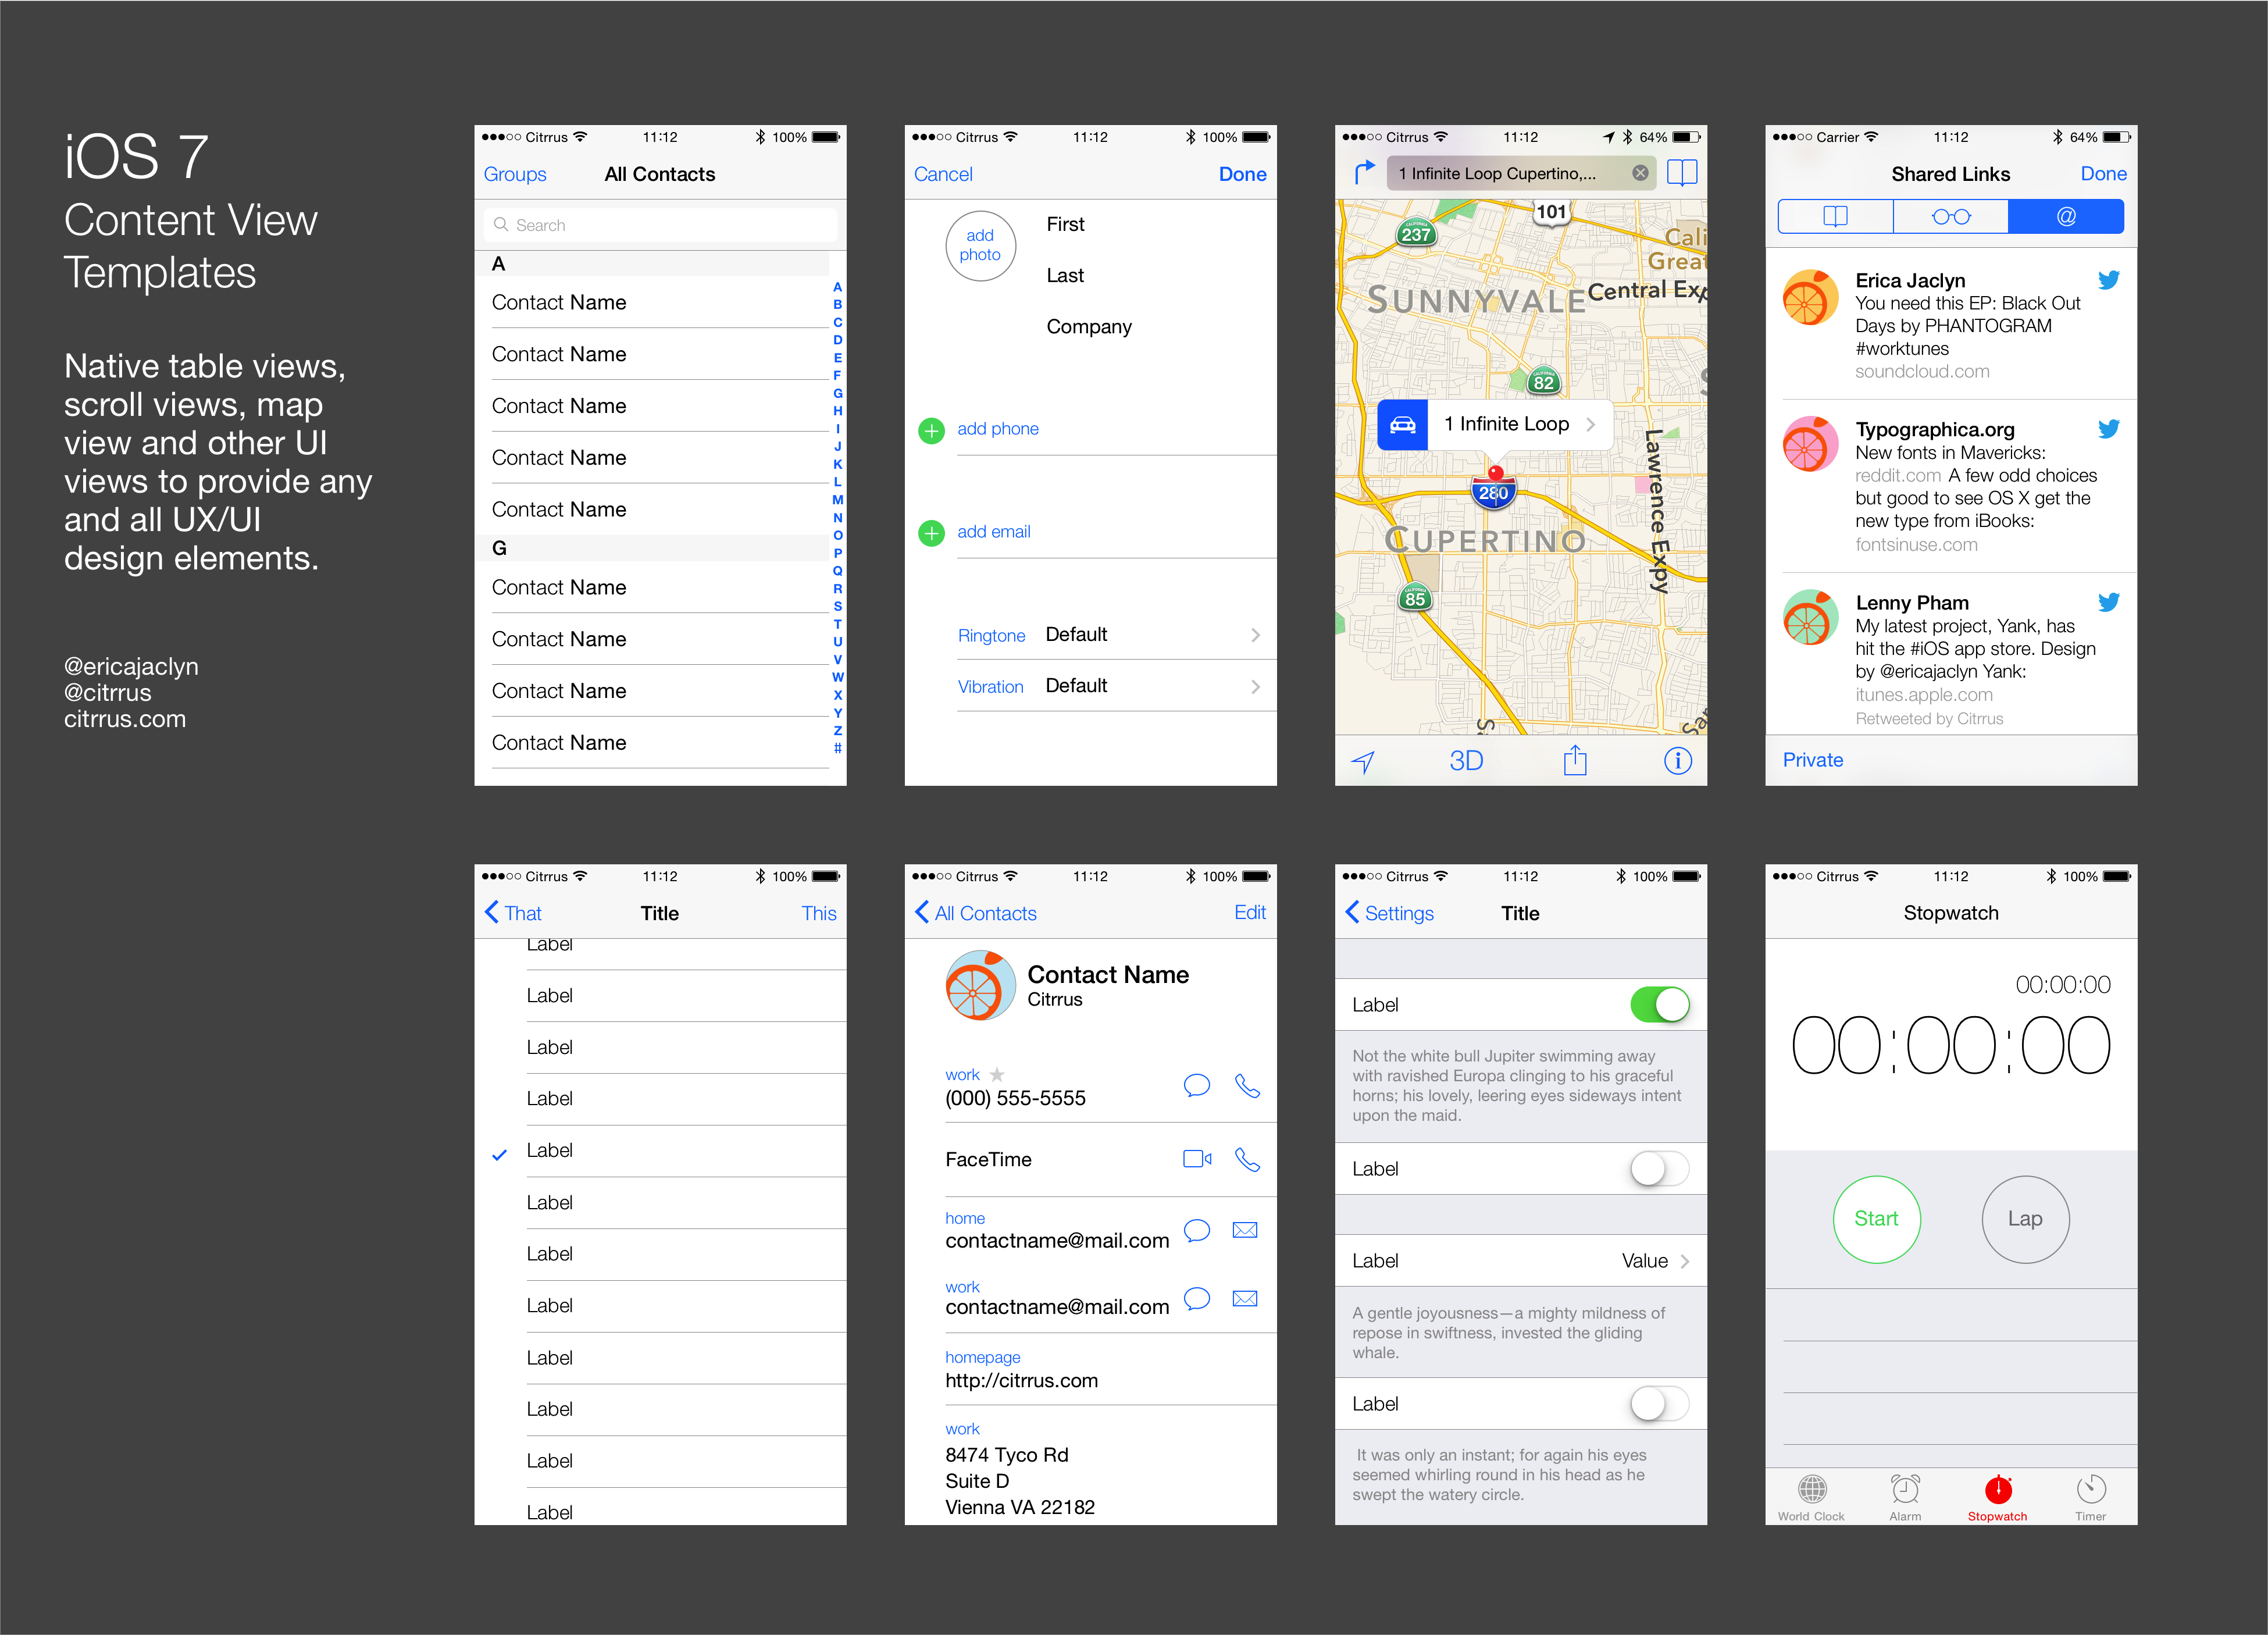 iOS 7
Content View
Templates
Native table views,
scroll views, map
view and other UI
views to provide any
and all UX/UI
design elements.
@ericajaclyn
@citrrus
citrrus.com
Citrrus 11:12 100%
Groups All Contacts
Search
A
Contact Name
Contact Name
Contact Name
Contact Name
Contact Name
G
Contact Name
Contact Name
Contact Name
Contact Name
A
B
C
D
E
F
G
H
I
J
K
L
M
N
O
P
Q
R
S
T
U
V
W
X
Y
Z
#
Citrrus 11:12 100%
Cancel Done
add
photo
First
Last
Company
add phone
add email
Ringtone Default
Vibration Default
Citrrus 11:12 64%
1 Infinite Loop Cupertino,...
101
CALIFORNIA
237
Cali
Great
Central Exp
SUNNYVALE
CALIFORNIA
82
1 Infinite Loop
Lawrence Expy
280
CUPERTINO
CALIFORNIA
85
3D
Carrier 11:12 64%
Shared Links Done
@
Erica Jaclyn
You need this EP: Black Out
Days by PHANTOGRAM
#worktunes
soundcloud.com
Typographica.org
New fonts in Mavericks:
reddit.com A few odd choices
but good to see OS X get the
new type from iBooks:
fontsinuse.com
Lenny Pham
My latest project, Yank, has
hit the #iOS app store. Design
by @ericajaclyn Yank:
itunes.apple.com
Retweeted by Citrrus
Private
Citrrus 11:12 100%
That Title This
Label
Label
Label
Label
Label
Label
Label
Label
Label
Label
Label
Label
Citrrus 11:12 100%
All Contacts Edit
Contact Name
Citrrus
work
(000) 555-5555
FaceTime
home
contactname@mail.com
work
contactname@mail.com
homepage
http://citrrus.com
work
8474 Tyco Rd
Suite D
Vienna VA 22182
Citrrus 11:12 100%
Settings Title
Label
Not the white bull Jupiter swimming away
with ravished Europa clinging to his graceful
horns; his lovely, leering eyes sideways intent
upon the maid.
Label
Label Value
A gentle joyousness—a mighty mildness of
repose in swiftness, invested the gliding
whale.
Label
It was only an instant; for again his eyes
seemed whirling round in his head as he
swept the watery circle.
Citrrus 11:12 100%
Stopwatch
00:00:00
00:00:00
Start Lap
World Clock Alarm Stopwatch Timer